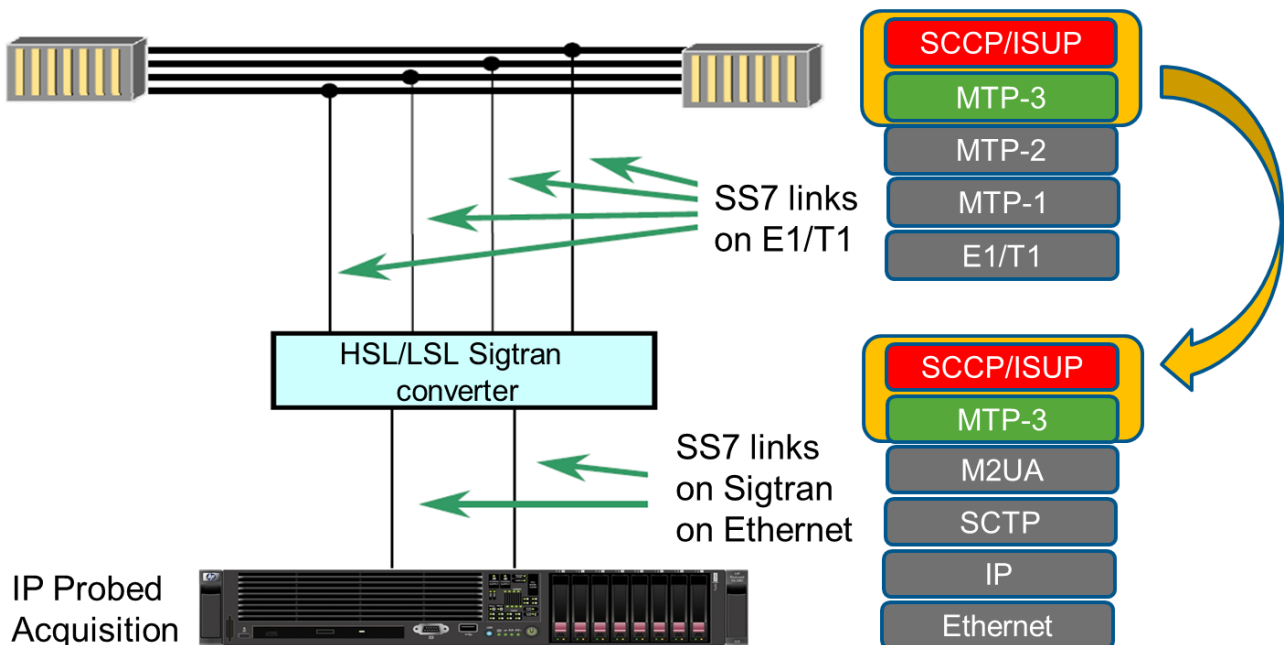 SCCP/ISUP
MTP-3
MTP-2
MTP-1
E1/T1
SS7 links
on E1/T1
HSL/LSL Sigtran
converter
SS7 links
on Sigtran
on Ethernet
SCCP/ISUP
MTP-3
M2UA
SCTP
IP
Ethernet
IP Probed
Acquisition
hp